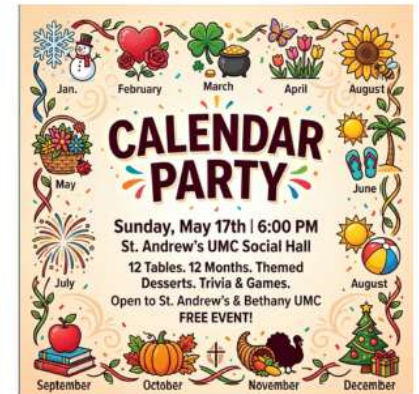 Jan.
February
March
April
August
CALENDAR
PARTY
May
June
Sunday, May 17th | 6:00 PM
St. Andrew's UMC Social Hall
12 Tables. 12 Months. Themed
Desserts. Trivia & Games.
Open to St. Andrew's & Bethany UMC
FREE EVENT!
July
August
September
October
November
December